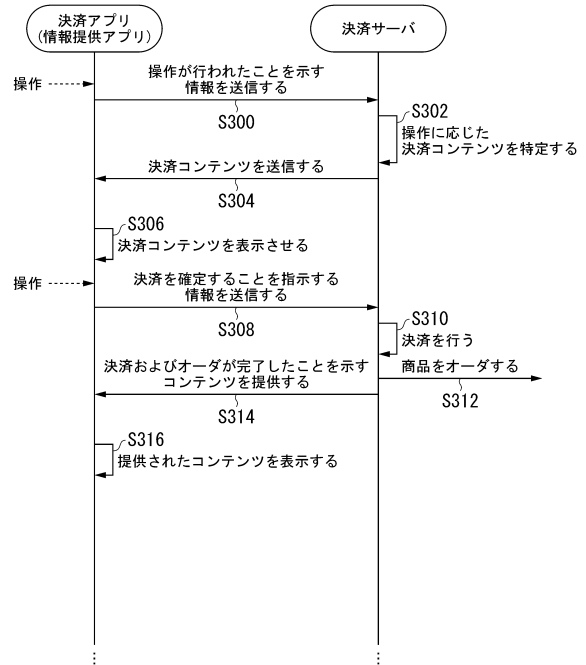 決済アプリ
(情報提供アプリ)
決済サーバ
操作
操作が行われたことを示す
情報を送信する
S300
S302
操作に応じた
決済コンテンツを特定する
決済コンテンツを送信する
S304
S306
決済コンテンツを表示させる
操作
決済を確定することを指示する
情報を送信する
S308
S310
決済を行う
決済およびオーダが完了したことを示す
コンテンツを提供する
商品をオーダする
S312
S314
S316
提供されたコンテンツを表示する